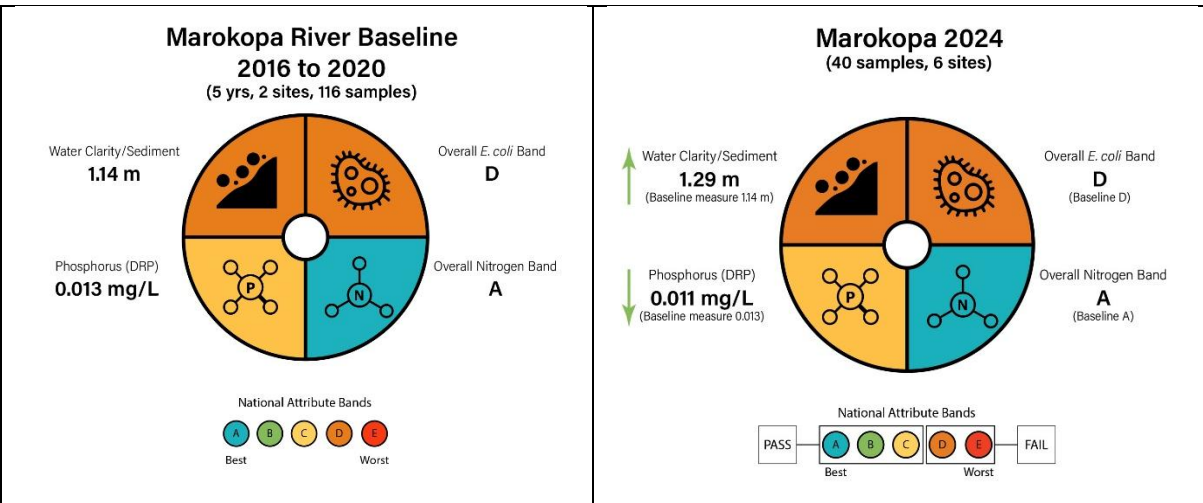 Marokopa River Baseline
2016 to 2020
(5 yrs, 2 sites, 116 samples)
Water Clarity/Sediment
1.14 m
Overall E. coli Band
D
Phosphorus (DRP)
0.013 mg/L
P
N
Overall Nitrogen Band
A
National Attribute Bands
A B C D E
Best Worst
Marokopa 2024
(40 samples, 6 sites)
Water Clarity/Sediment
1.29 m
(Baseline measure 1.14 m)
Overall E. coli Band
D
(Baseline D)
Phosphorus (DRP)
0.011 mg/L
(Baseline measure 0.013)
P
N
Overall Nitrogen Band
A
(Baseline A)
National Attribute Bands
PASS A B C D E FAIL
Best Worst